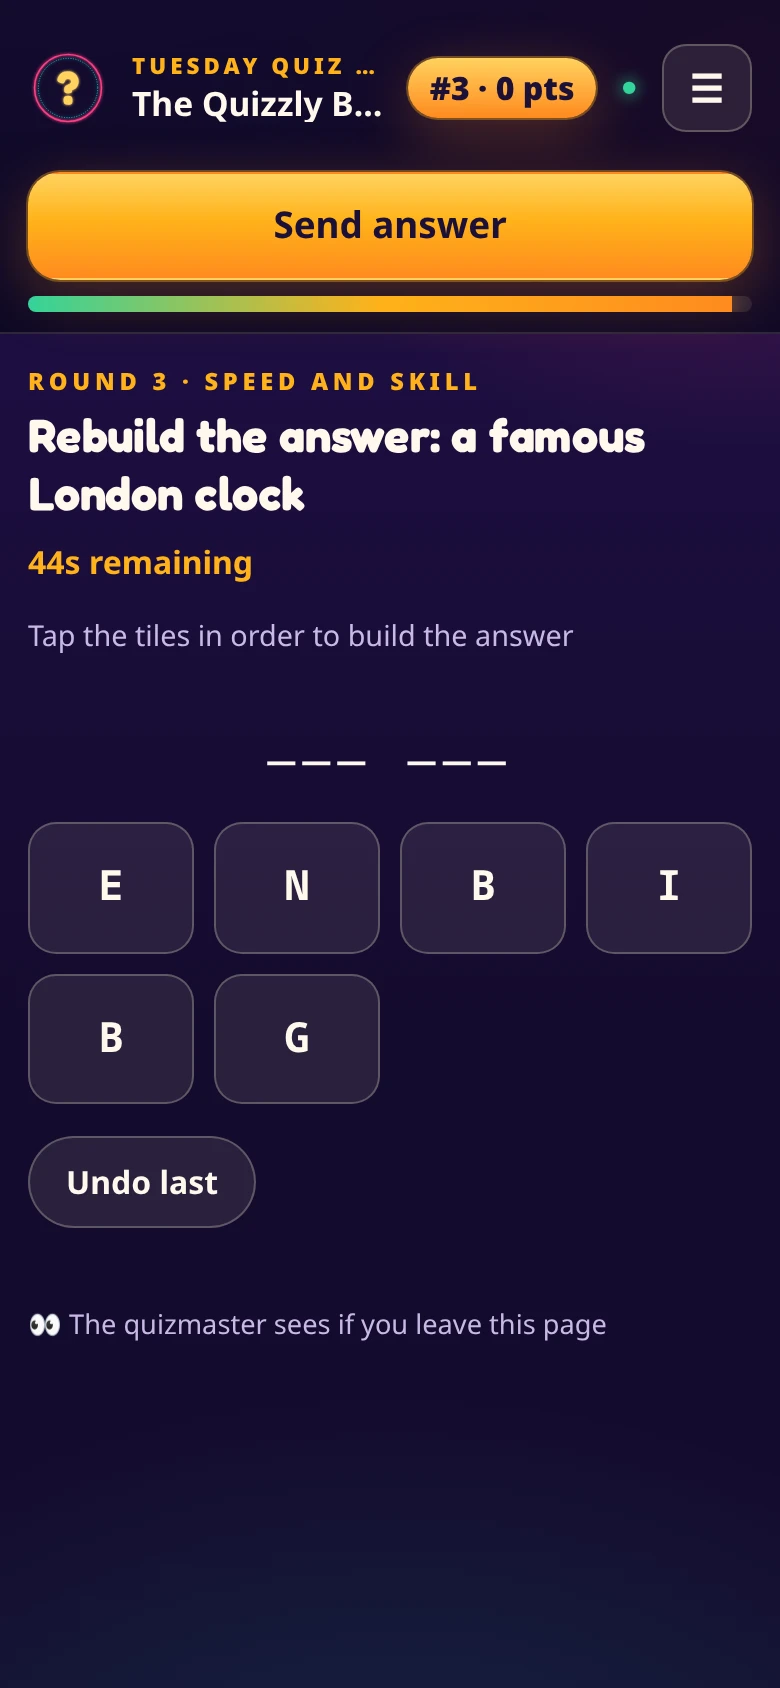 TUESDAY QUIZ …
The Quizzly B…
#3 · 0 pts
Send answer
ROUND 3 · SPEED AND SKILL
Rebuild the answer: a famous
London clock
44s remaining
Tap the tiles in order to build the answer
___ ___
E N B I
B G
Undo last
👀 The quizmaster sees if you leave this page